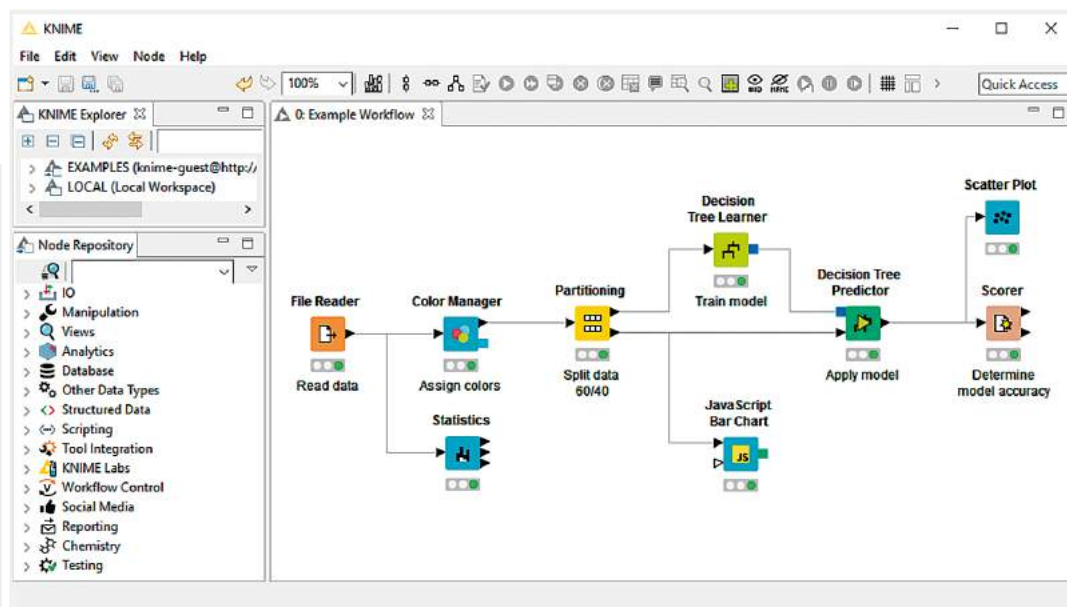 KNIME
File Edit View Node Help
100%
Quick Access
KNIME Explorer
0: Example Workflow
EXAMPLES (knime-guest@http:/
LOCAL (Local Workspace)
Node Repository
IO
Manipulation
Views
Analytics
Database
Other Data Types
Structured Data
Scripting
Tool Integration
KNIME Labs
Workflow Control
Social Media
Reporting
Chemistry
Testing
File Reader
Read data
Color Manager
Assign colors
Statistics
Partitioning
Split data
60/40
Decision
Tree Learner
Train model
JavaScript
Bar Chart
JS
Decision Tree
Predictor
Apply model
Scatter Plot
Scorer
Determine
model accuracy